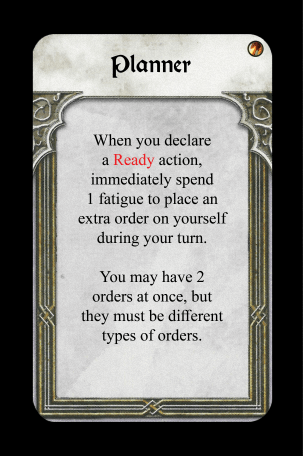 Planner
When you declare
a Ready action,
immediately spend
1 fatigue to place an
extra order on yourself
during your turn.
You may have 2
orders at once, but
they must be different
types of orders.